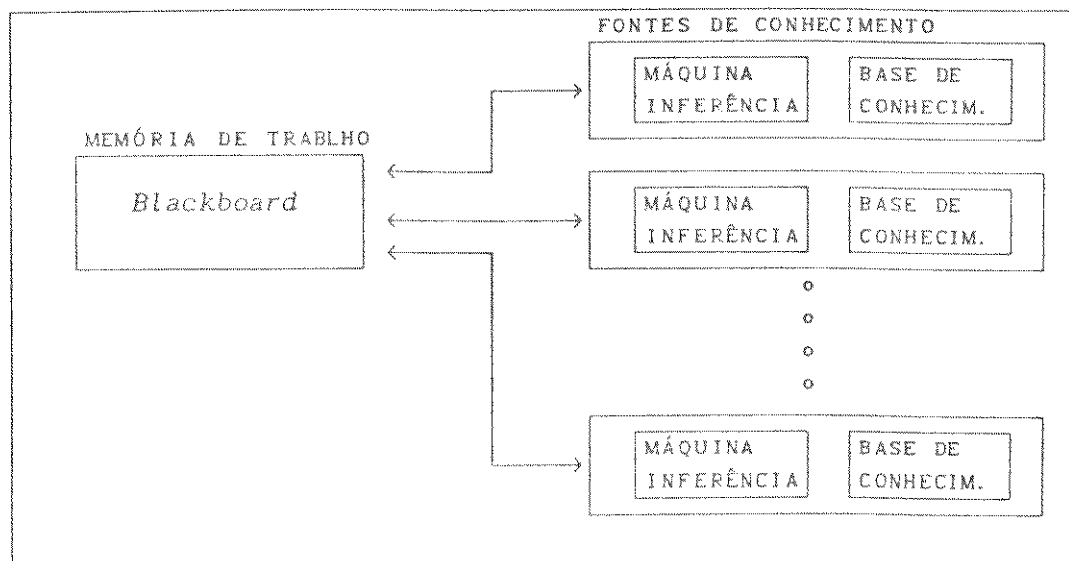 FONTES DE CONHECIMENTO
MÁQUINA
INFERÊNCIA
BASE DE
CONHECIM.
MEMÓRIA DE TRABLHO
Blackboard
MÁQUINA
INFERÊNCIA
BASE DE
CONHECIM.
MÁQUINA
INFERÊNCIA
BASE DE
CONHECIM.